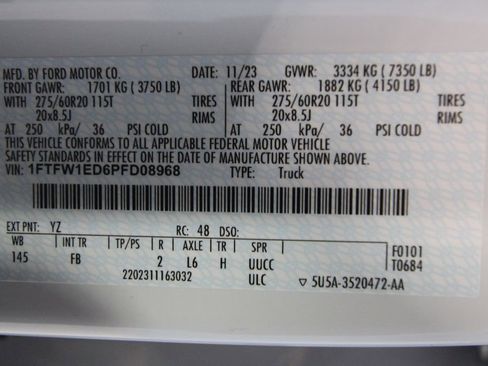 MFD. BY FORD MOTOR CO. DATE: 11/23 GVWR: 3334 KG ( 7350 LB)
FRONT GAWR: 1701 KG ( 3750 LB) REAR GAWR: 1882 KG ( 4150 LB)
WITH 275/60R20 115T TIRES WITH 275/60R20 115T TIRES
20x8.5J RIMS 20x8.5J RIMS
AT 250 kPa/ 36 PSI COLD AT 250 kPa/ 36 PSI COLD
THIS VEHICLE CONFORMS TO ALL APPLICABLE FEDERAL MOTOR VEHICLE
SAFETY STANDARDS IN EFFECT ON THE DATE OF MANUFACTURE SHOWN ABOVE.
VIN: 1FTFW1ED6PFD08968 TYPE: Truck
EXT PNT: YZ RC: 48 DSO:
WB INT TR TP/PS R AXLE TR SPR F0101
145 FB 2 L6 H UUCC T0684
2202311163032 ULC ▽ 5U5A-3520472-AA